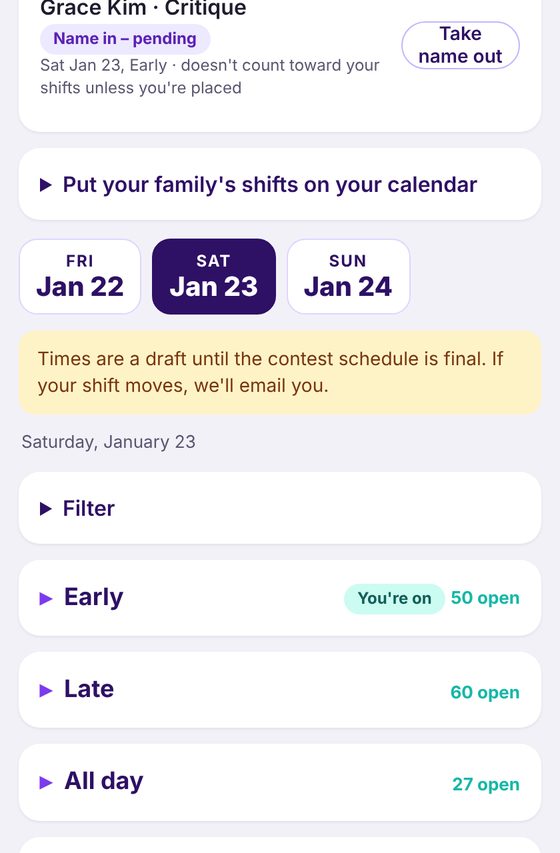 Grace Kim · Critique
Name in – pending
Sat Jan 23, Early · doesn't count toward your
shifts unless you're placed
Take
name out
Put your family's shifts on your calendar
FRI
Jan 22
SAT
Jan 23
SUN
Jan 24
Times are a draft until the contest schedule is final. If
your shift moves, we'll email you.
Saturday, January 23
Filter
Early
You're on
50 open
Late
60 open
All day
27 open